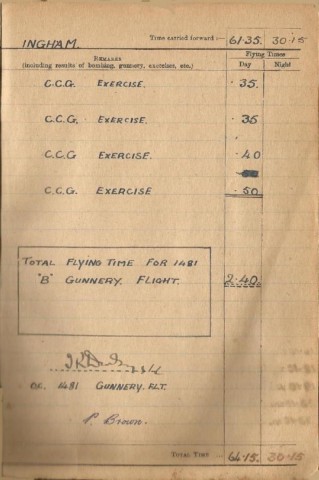 INGHAM. Time carried forward :— 61·35. 30·15
REMARKS Flying Times
(including results of bombing, gunnery, exercises, etc.) Day Night
C.C.G. EXERCISE. ·35.
C.C.G. EXERCISE. ·35
C.C.G EXERCISE. ·40
C.C.G EXERCISE ·50
TOTAL FLYING TIME FOR 1481
"B" GUNNERY. FLIGHT. 2·40
OC. 1481 GUNNERY. FLT.
P. Brown.
TOTAL TIME 64·15. 30·15